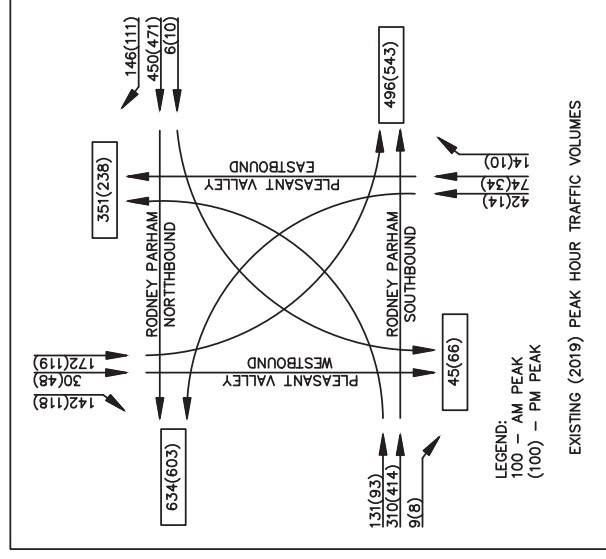 146(111)
450(471)
6(10)
351(238)
496(543)
PLEASANT VALLEY
EASTBOUND
14(10)
74(34)
42(14)
RODNEY PARHAM
NORTTHBOUND
RODNEY PARHAM
SOUTHBOUND
172(119)
30(48)
142(118)
PLEASANT VALLEY
WESTBOUND
634(603)
45(66)
131(93)
310(414)
9(8)
LEGEND:
100 - AM PEAK
(100) - PM PEAK
EXISTING (2019) PEAK HOUR TRAFFIC VOLUMES